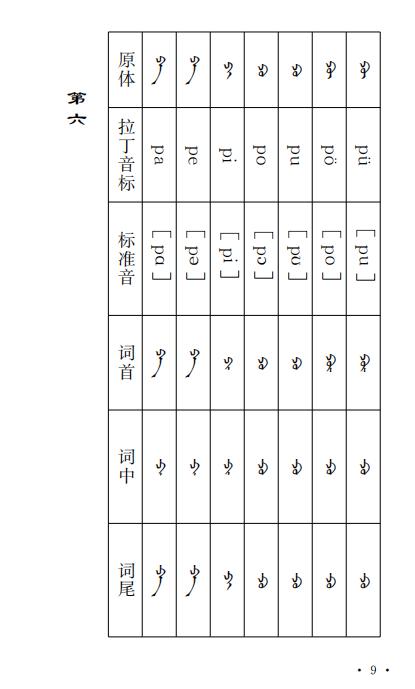 第六
原体 拉丁音标 标准音 词首 词中 词尾
ᠫᠠ pa [pɑ] ᠫᠠ ᠫᠠ ᠫᠠ
ᠫᠡ pe [pə] ᠫᠡ ᠫᠡ ᠫᠡ
ᠫᠢ pi [pi] ᠫᠢ ᠫᠢ ᠫᠢ
ᠫᠣ po [pɔ] ᠫᠣ ᠫᠣ ᠫᠣ
ᠫᠤ pu [pʊ] ᠫᠤ ᠫᠤ ᠫᠤ
ᠫᠥ pö [po] ᠫᠥ ᠫᠥ ᠫᠥ
ᠫᠦ pü [pu] ᠫᠦ ᠫᠦ ᠫᠦ
· 9 ·